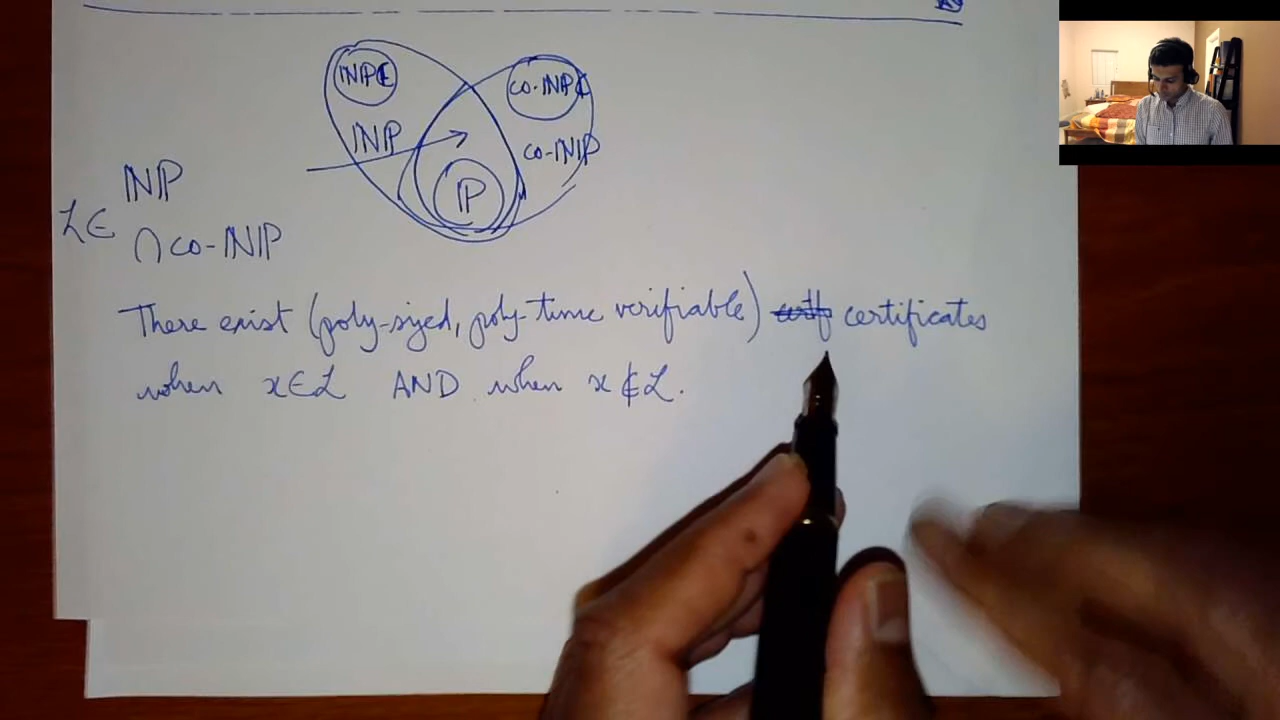 NPC
co-NPC
NP
co-NP
P
NP
L∈
∩ co-NP
There exist (poly-sized, poly-time verifiable) certificates
when x∈L AND when x∉L.